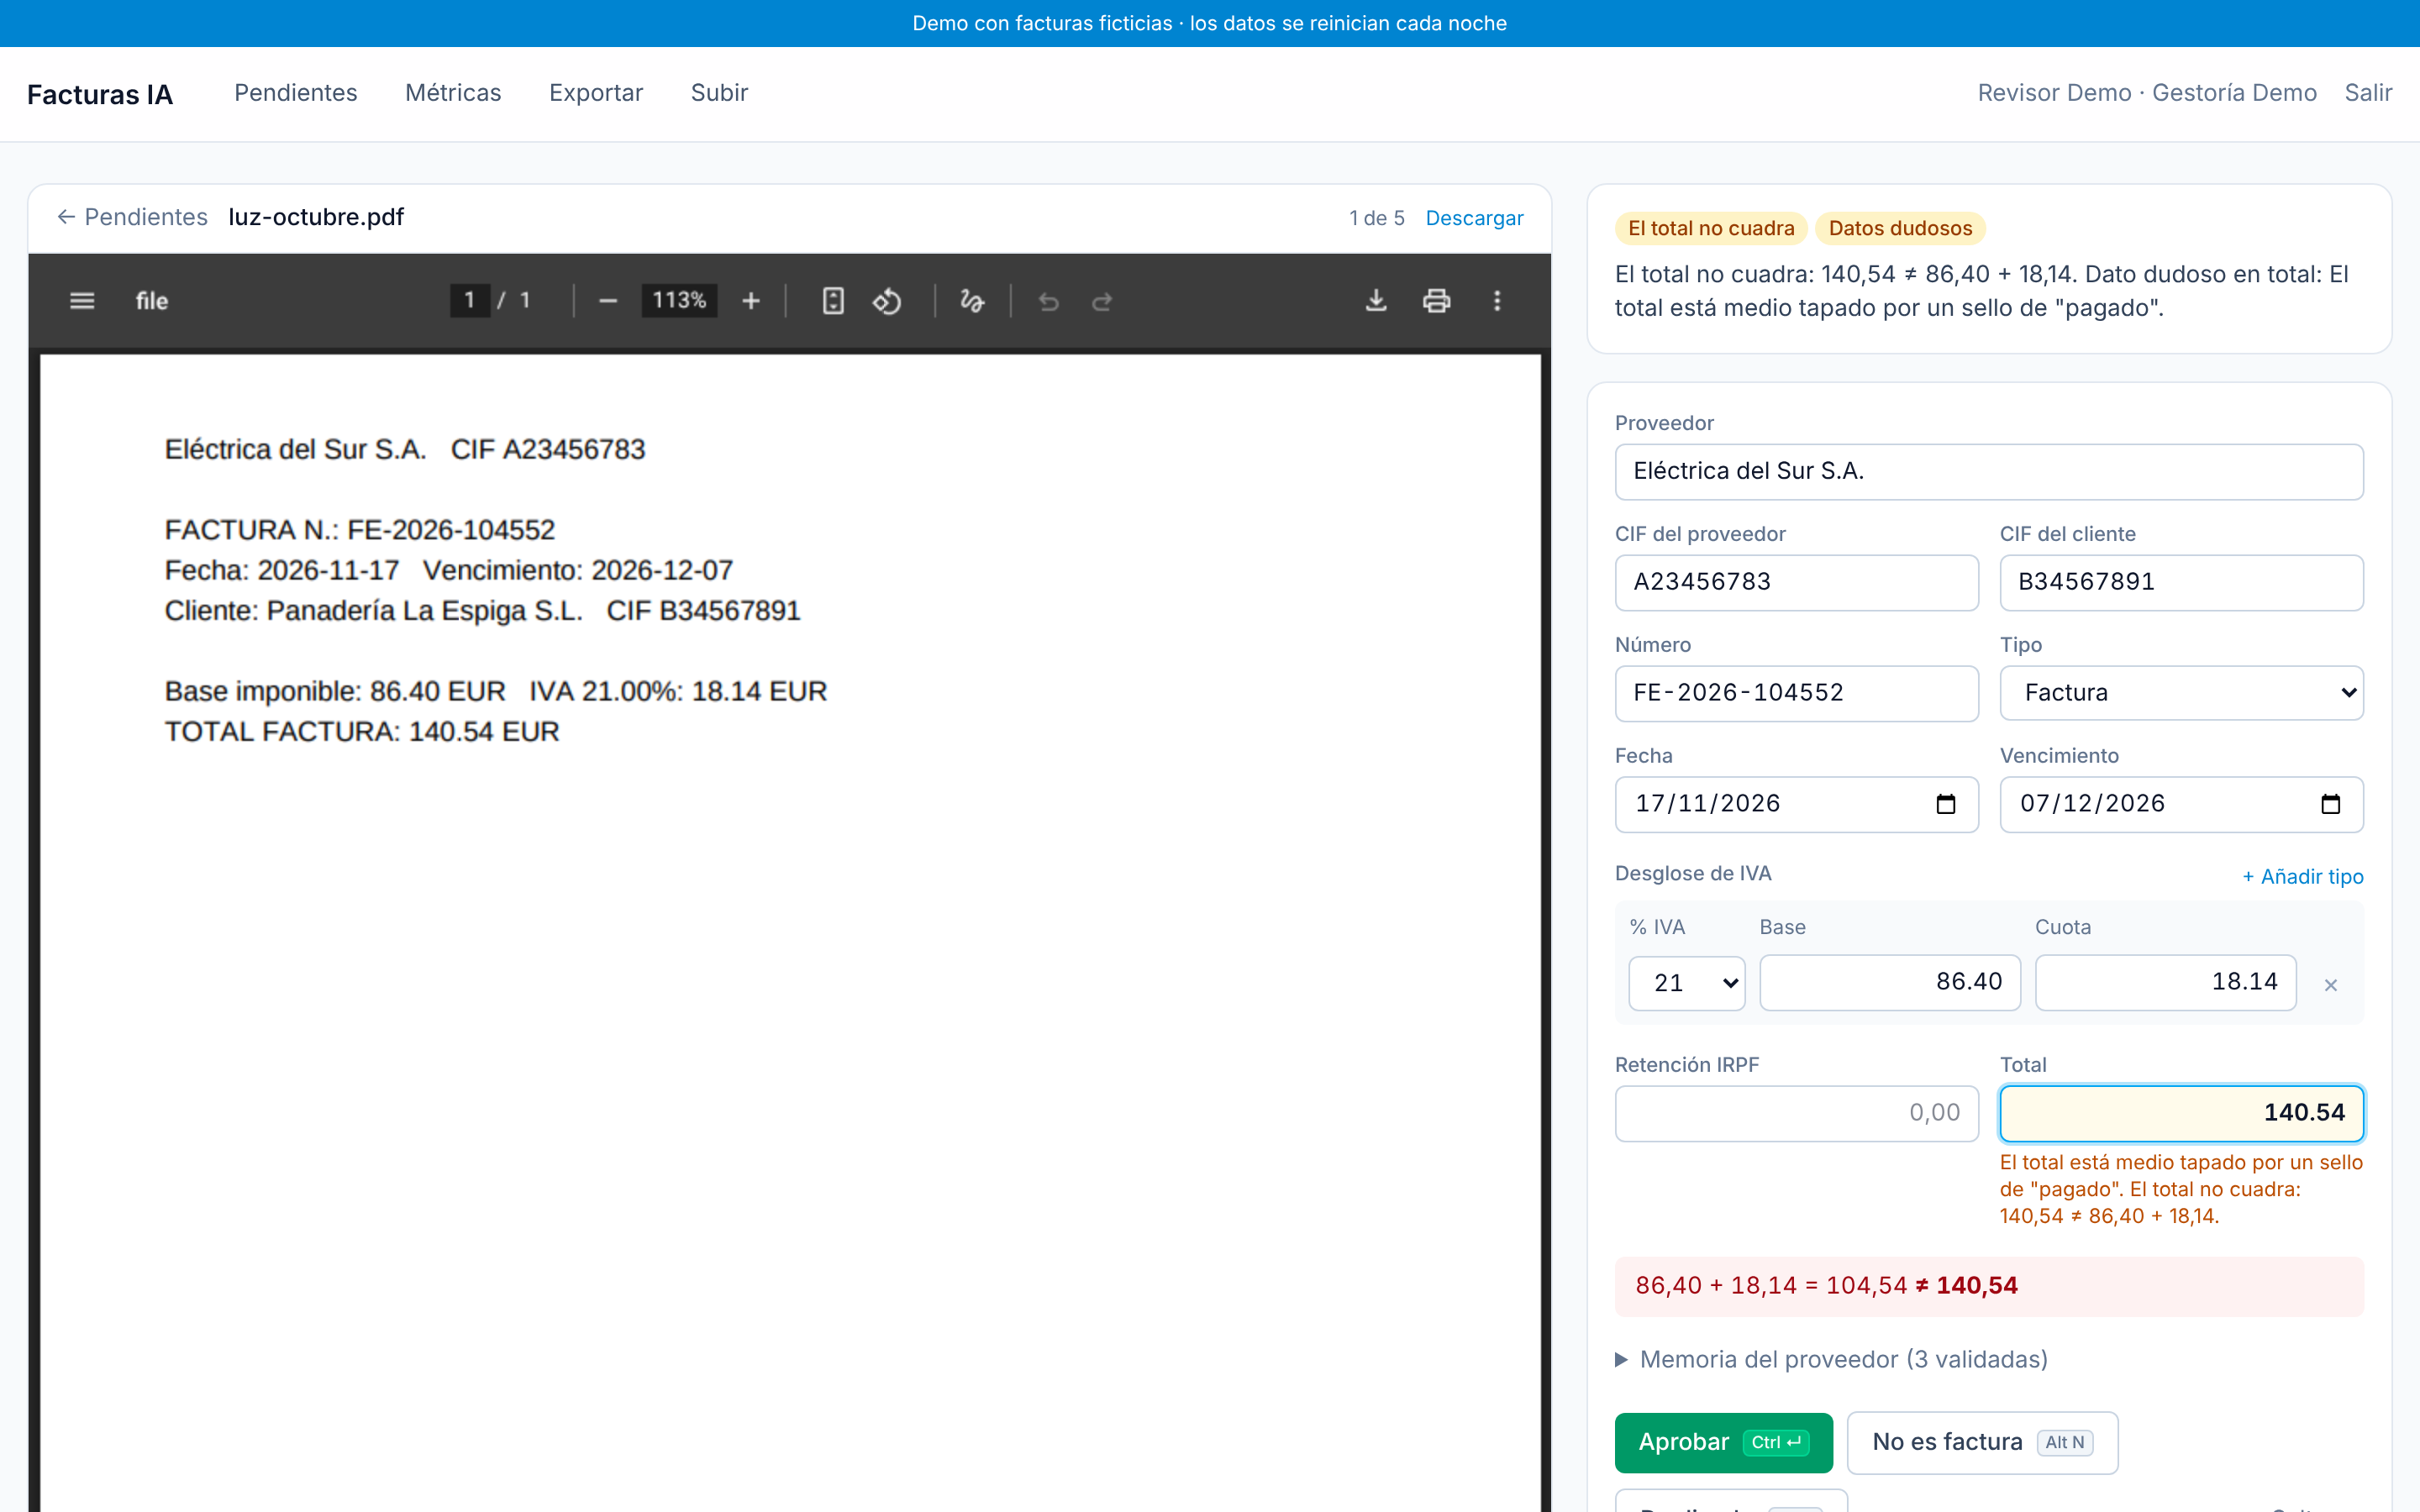 Demo con facturas ficticias · los datos se reinician cada noche
Facturas IA Pendientes Métricas Exportar Subir Revisor Demo · Gestoría Demo Salir
← Pendientes luz-octubre.pdf 1 de 5 Descargar
file 1 / 1 113%
Eléctrica del Sur S.A. CIF A23456783
FACTURA N.: FE-2026-104552
Fecha: 2026-11-17 Vencimiento: 2026-12-07
Cliente: Panadería La Espiga S.L. CIF B34567891
Base imponible: 86.40 EUR IVA 21.00%: 18.14 EUR
TOTAL FACTURA: 140.54 EUR
El total no cuadra Datos dudosos
El total no cuadra: 140,54 ≠ 86,40 + 18,14. Dato dudoso en total: El
total está medio tapado por un sello de "pagado".
Proveedor
Eléctrica del Sur S.A.
CIF del proveedor CIF del cliente
A23456783 B34567891
Número Tipo
FE-2026-104552 Factura
Fecha Vencimiento
17/11/2026 07/12/2026
Desglose de IVA + Añadir tipo
% IVA Base Cuota
21 86.40 18.14 ×
Retención IRPF Total
0,00 140.54
El total está medio tapado por un sello
de "pagado". El total no cuadra:
140,54 ≠ 86,40 + 18,14.
86,40 + 18,14 = 104,54 ≠ 140,54
▶ Memoria del proveedor (3 validadas)
Aprobar Ctrl ↵ No es factura Alt N